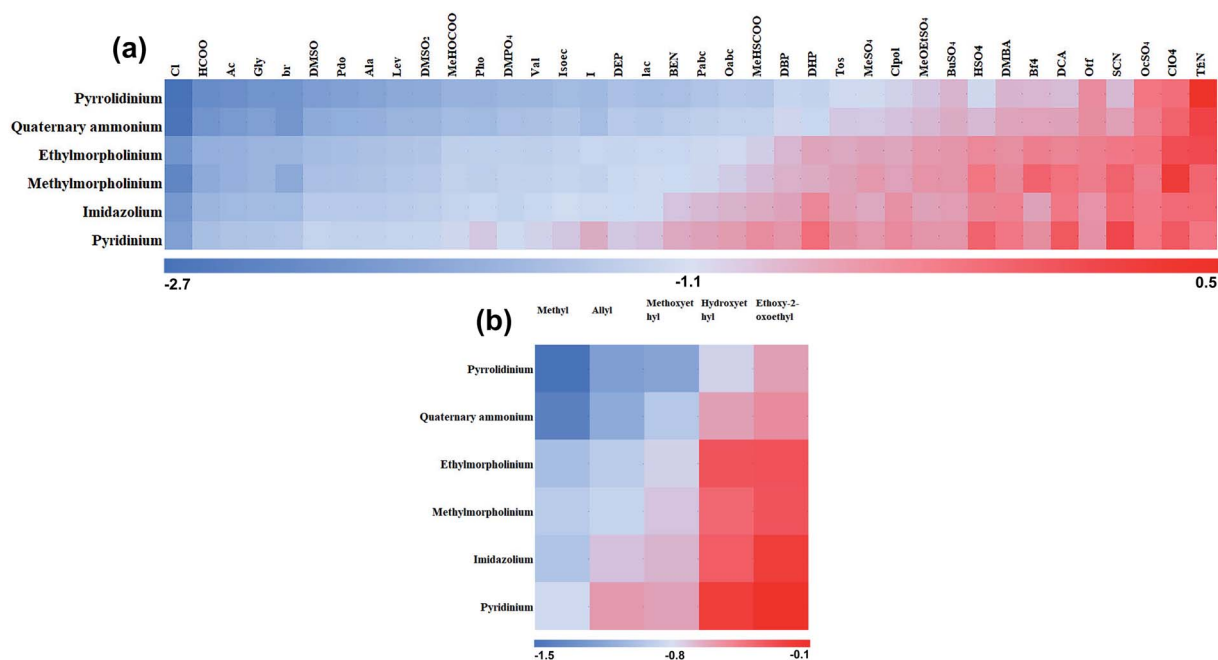 (a)
Cl HCOO Ac Gly br DMSO Pdo Ala Lev DMSO₂ MeHOCOO Pho DMPO₄ Val Isoec I DEP lac BEN Pabc Oabc MeHSCOO DBP DHP Tos MeSO₄ Clpol MeOEtSO₄ BuSO₄ HSO4 DMBA Bf4 DCA Otf SCN OcSO₄ ClO4 Tf₂N
Pyrrolidinium
Quaternary ammonium
Ethylmorpholinium
Methylmorpholinium
Imidazolium
Pyridinium
-2.7 -1.1 0.5
(b)
Methyl Allyl Methoxyet Hydroxyet Ethoxy-2-
hyl hyl oxoethyl
Pyrrolidinium
Quaternary ammonium
Ethylmorpholinium
Methylmorpholinium
Imidazolium
Pyridinium
-1.5 -0.8 -0.1